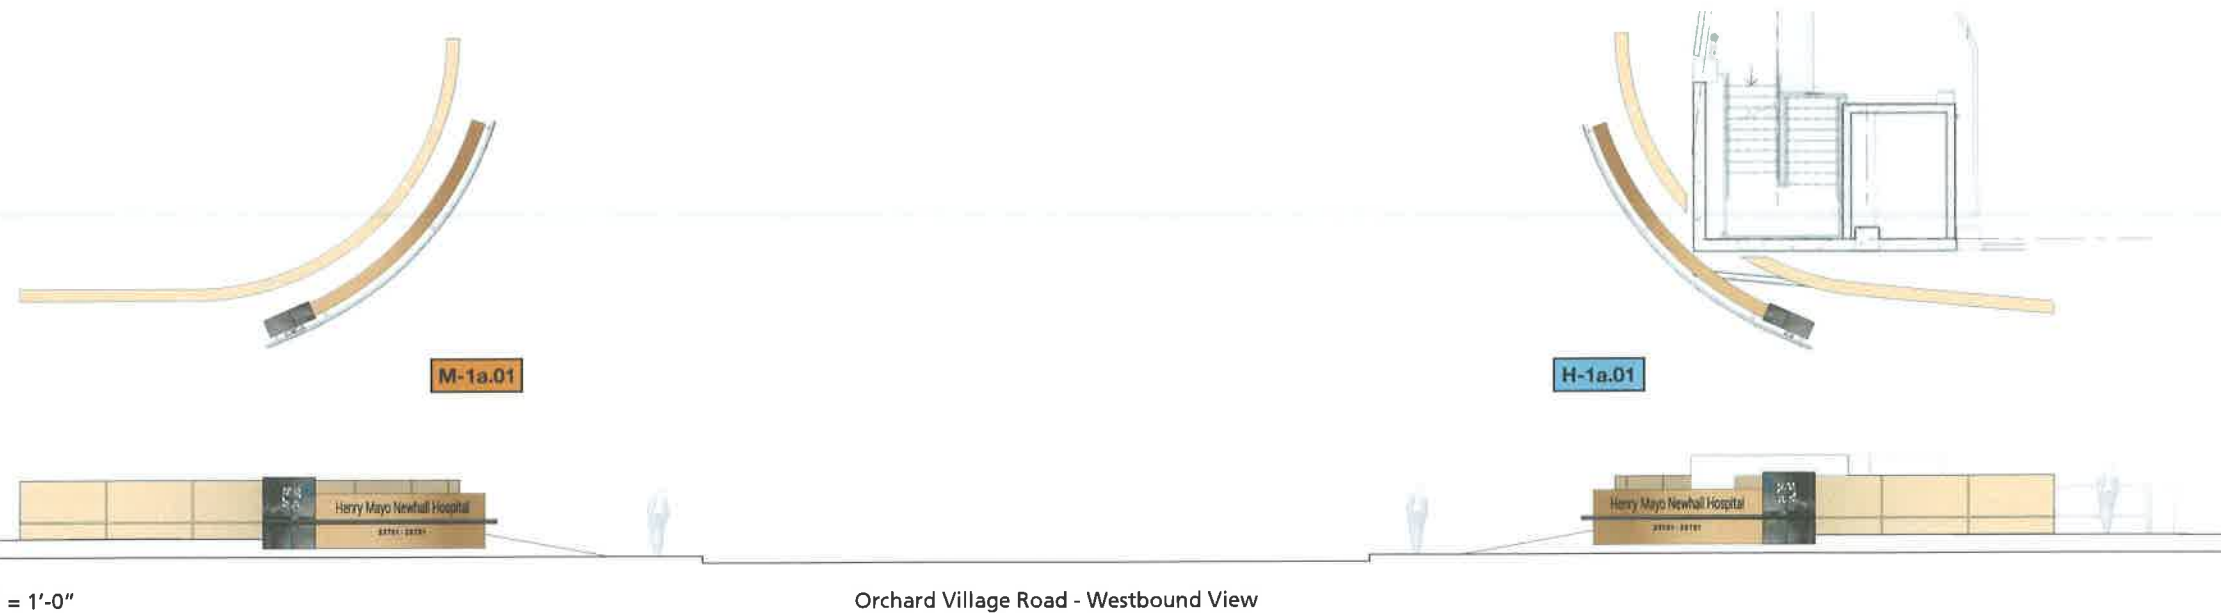 M-1a.01
H-1a.01
Henry Mayo Newhall Hospital
Henry Mayo Newhall Hospital
= 1'-0"
Orchard Village Road - Westbound View